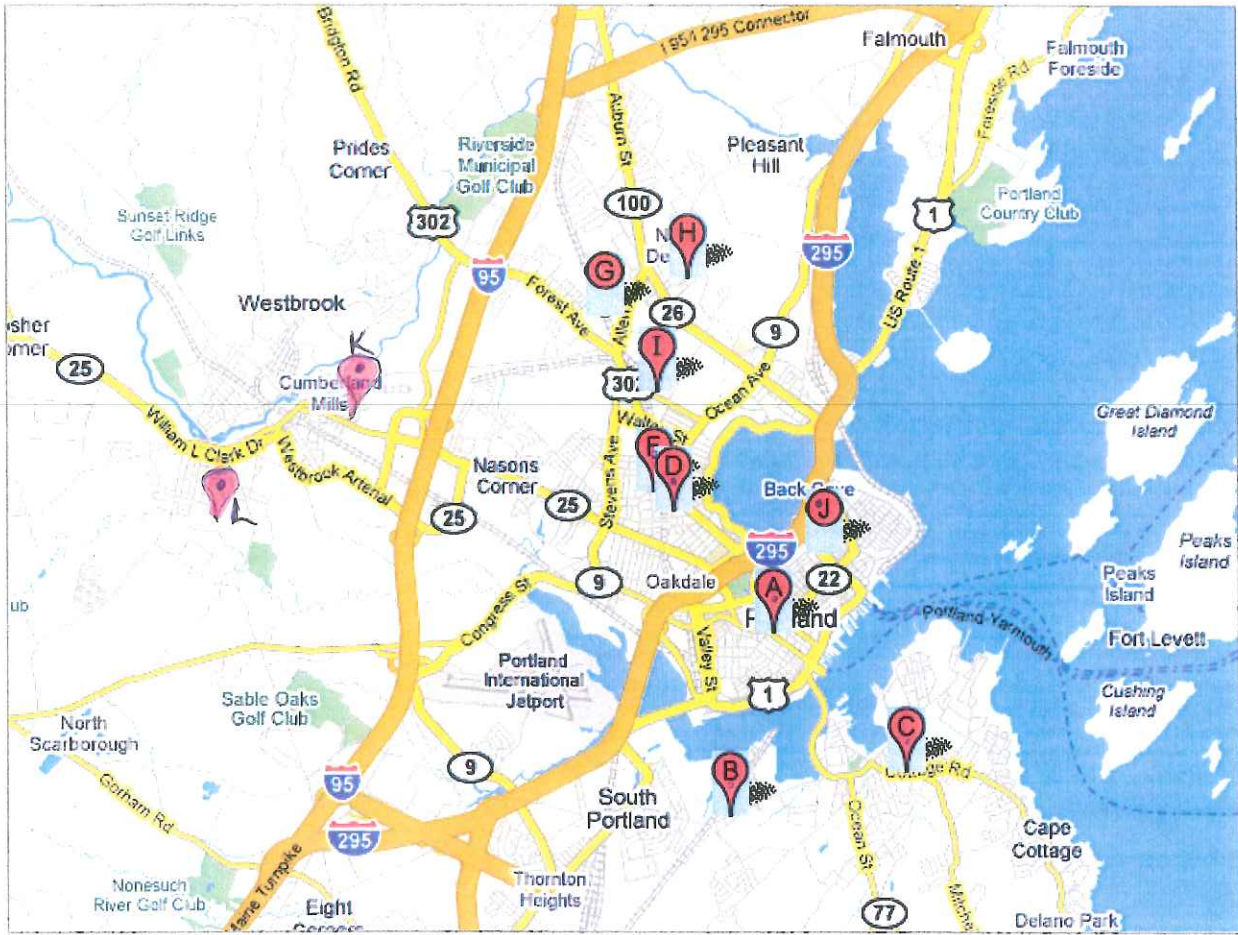 Bridgton Rd
I 95/I 295 Connector
Falmouth
Falmouth
Foreside
Foreside Rd
Auburn St
Prides
Corner
Riverside
Municipal
Golf Club
Pleasant
Hill
Portland
Country Club
Sunset Ridge
Golf Links
302
100
1
H
295
95
G
Westbrook
Forest Ave
26
9
US Route 1
K
25
I
302
Cumberland
Mills
Ocean Ave
Great Diamond
Island
William L Clark Dr
Westbrook Arterial
Stevens Ave
D
Nasons
Corner
Back Cove
L
25
25
J
295
Peaks
Island
Peaks
Island
9
Oakdale
A
22
Portland-Yarmouth
Congress St
Valley St
Fort Levett
Portland
International
Jetport
1
Cushing
Island
Sable Oaks
Golf Club
North
Scarborough
C
Cottage Rd
B
9
95
South
Portland
Gorham Rd
295
Ocean St
Cape
Cottage
Maine Turnpike
Thornton
Heights
Nonesuch
River Golf Club
Eight
77
Delano Park